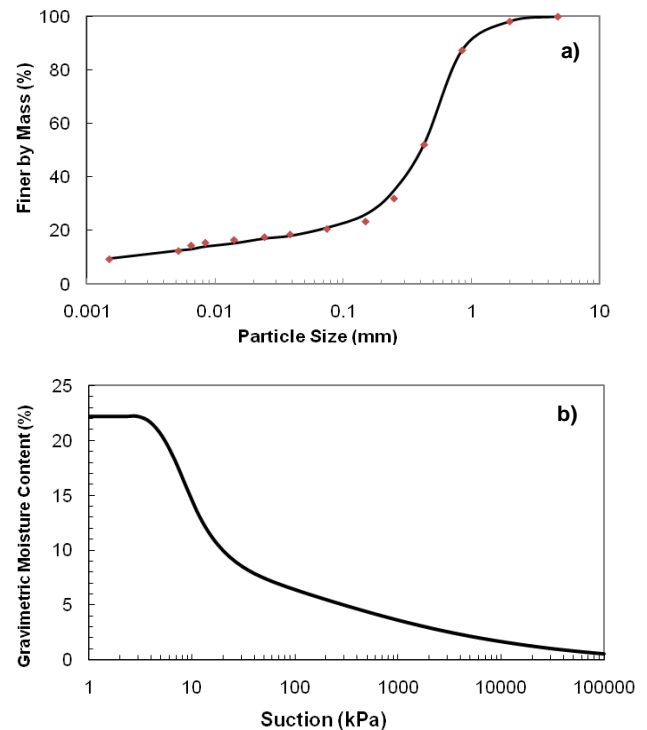 100
80
60
40
20
0
Finer by Mass (%)
a)
0.001 0.01 0.1 1 10
Particle Size (mm)
25
20
15
10
5
0
Gravimetric Moisture Content (%)
b)
1 10 100 1000 10000 100000
Suction (kPa)